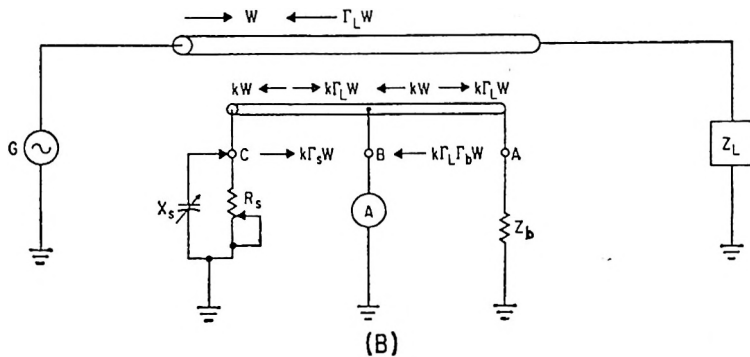 W Γ_L W
kW kΓ_L W kW kΓ_L W
G
C kΓ_s W B kΓ_L Γ_b W A
Z_L
X_s R_s A Z_b
(B)